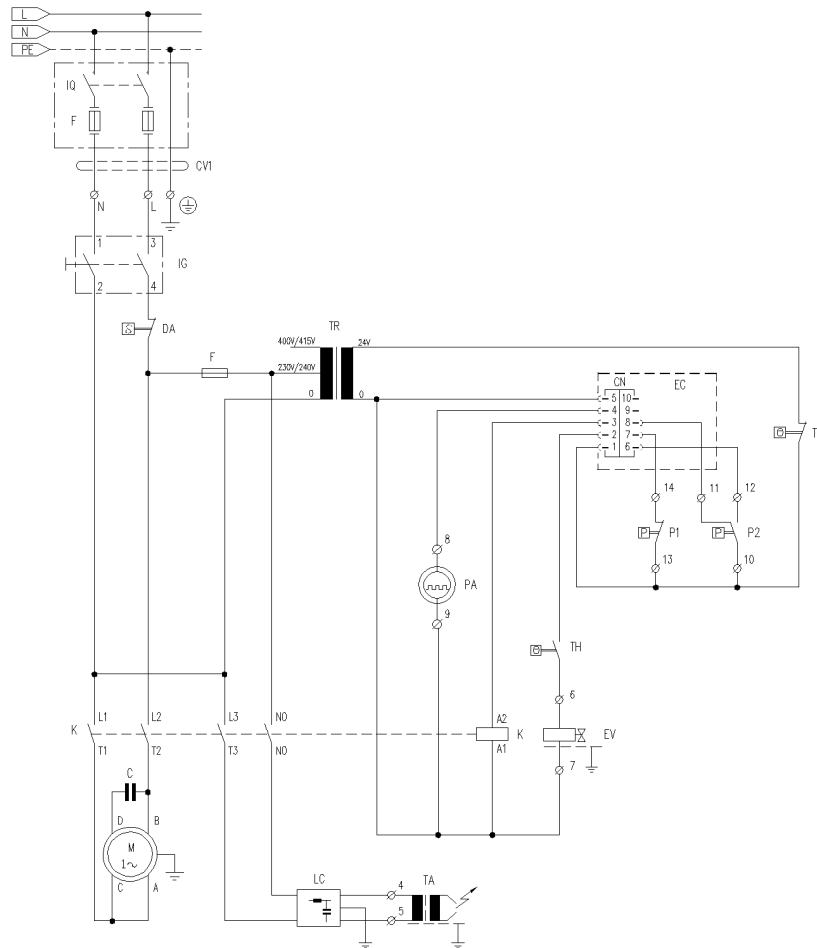 L
N
PE
IQ
F
CV1
N L
1 3
IG
2 4
DA
TR
400V/415V 24V
F
230V/240V
0 0
CN EC
5 10
4 9
3 8
2 7
1 6
T
14 11 12
P P1 P P2
13 10
8
PA
9
TH
6
L1 L2 L3 NO
A2
K
K
EV
T1 T2 T3 NO
A1
7
C
D B
M
1~
C A
LC
4
TA
5